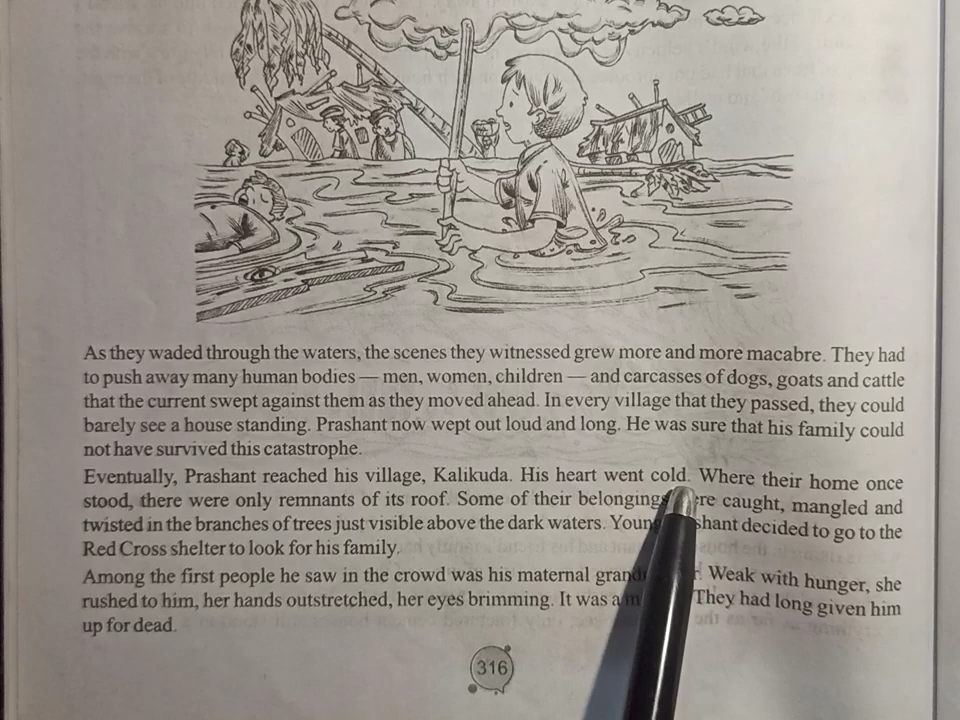 As they waded through the waters, the scenes they witnessed grew more and more macabre. They had
to push away many human bodies — men, women, children — and carcasses of dogs, goats and cattle
that the current swept against them as they moved ahead. In every village that they passed, they could
barely see a house standing. Prashant now wept out loud and long. He was sure that his family could
not have survived this catastrophe.
Eventually, Prashant reached his village, Kalikuda. His heart went cold. Where their home once
stood, there were only remnants of its roof. Some of their belongings caught, mangled and
twisted in the branches of trees just visible above the dark waters. decided to go to the
Red Cross shelter to look for his family.
Among the first people he saw in the crowd was his maternal Weak with hunger, she
rushed to him, her hands outstretched, her eyes brimming. It was a They had long given him
up for dead.
316